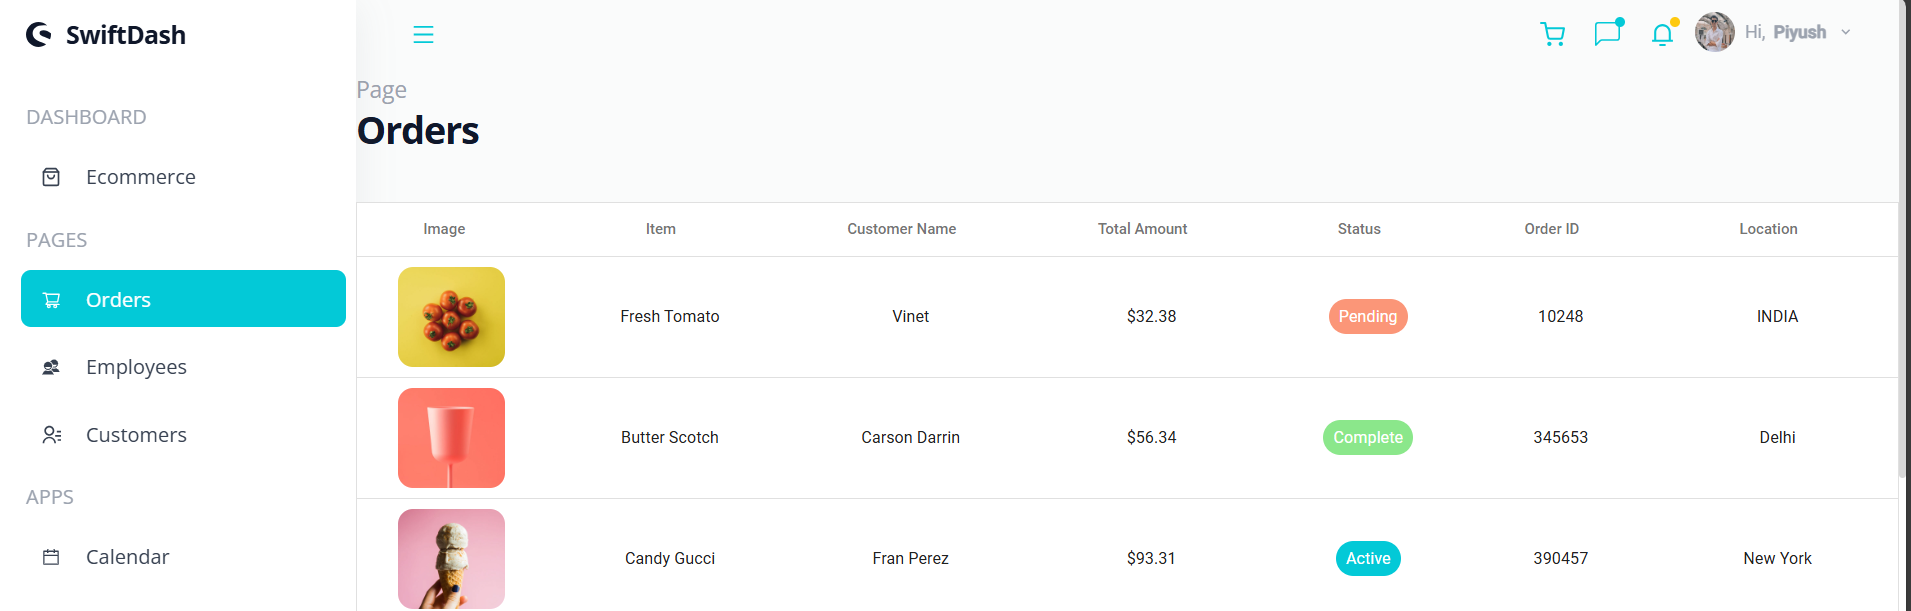 SwiftDash
Hi, Piyush
DASHBOARD
Ecommerce
PAGES
Orders
Employees
Customers
APPS
Calendar
Page
Orders
Image Item Customer Name Total Amount Status Order ID Location
Fresh Tomato Vinet $32.38 Pending 10248 INDIA
Butter Scotch Carson Darrin $56.34 Complete 345653 Delhi
Candy Gucci Fran Perez $93.31 Active 390457 New York